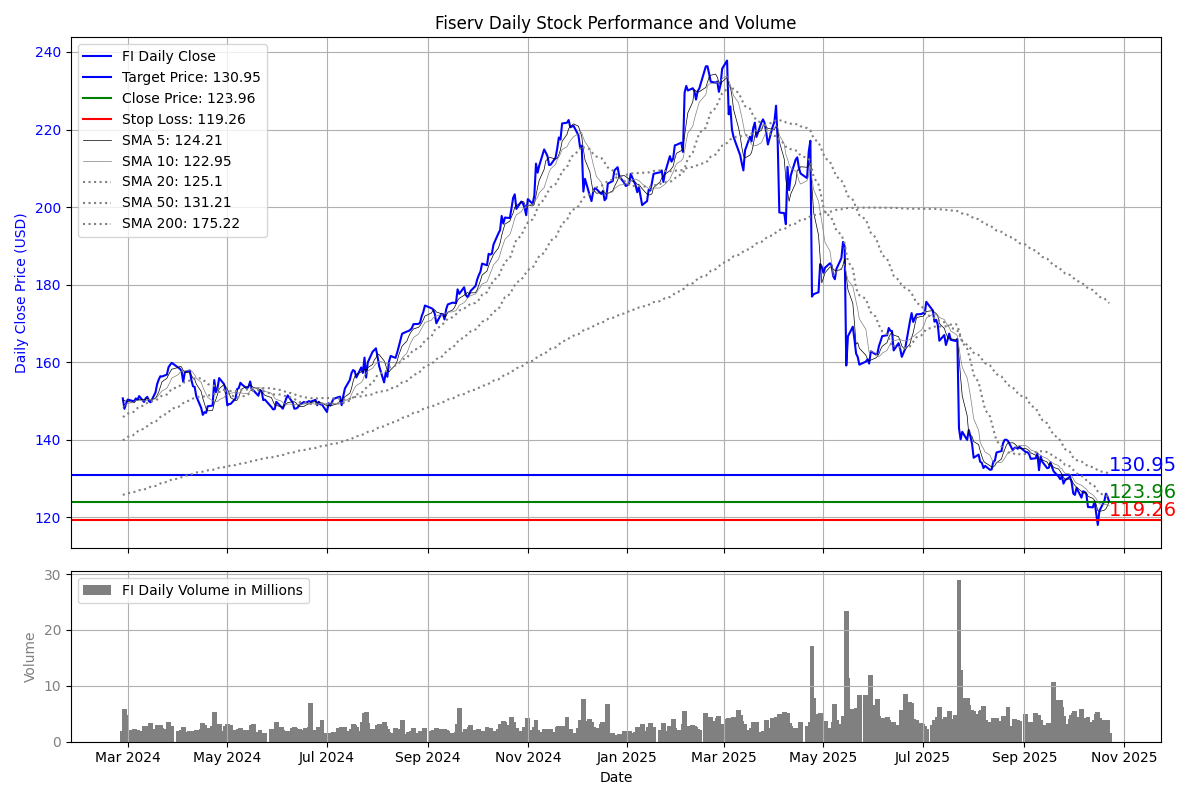 Fiserv Daily Stock Performance and Volume
FI Daily Close
Target Price: 130.95
Close Price: 123.96
Stop Loss: 119.26
SMA 5: 124.21
SMA 10: 122.95
SMA 20: 125.1
SMA 50: 131.21
SMA 200: 175.22
Daily Close Price (USD)
240
220
200
180
160
140
120
130.95
123.96
119.26
FI Daily Volume in Millions
Volume
30
20
10
0
Mar 2024 May 2024 Jul 2024 Sep 2024 Nov 2024 Jan 2025 Mar 2025 May 2025 Jul 2025 Sep 2025 Nov 2025
Date